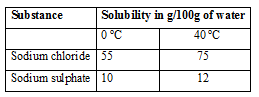 Substance Solubility in g/100g of water
0 °C 40 °C
Sodium chloride 55 75
Sodium sulphate 10 12